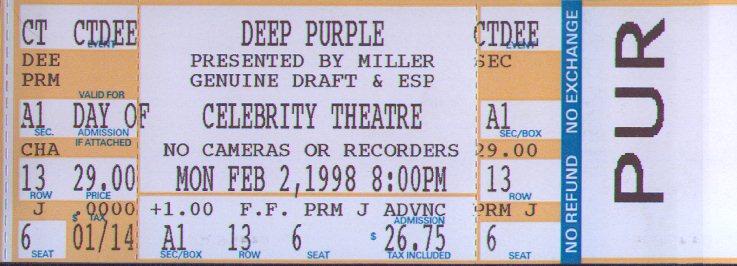 CT CTDEE DEEP PURPLE CTDEE
EVENT EVENT
DEE PRESENTED BY MILLER SEC
PRM GENUINE DRAFT & ESP
VALID FOR
A1 DAY OF CELEBRITY THEATRE A1
SEC. ADMISSION SEC/BOX
IF ATTACHED
CHA NO CAMERAS OR RECORDERS 29.00
13 29.00 MON FEB 2,1998 8:00PM 13
ROW PRICE ROW
J .0000 +1.00 F.F. PRM J ADVNC PRM J
$ TAX ADMISSION
6 01/14 A1 13 6 $ 26.75 6
SEAT SEC/BOX ROW SEAT TAX INCLUDED SEAT
NO REFUND NO EXCHANGE
PUR